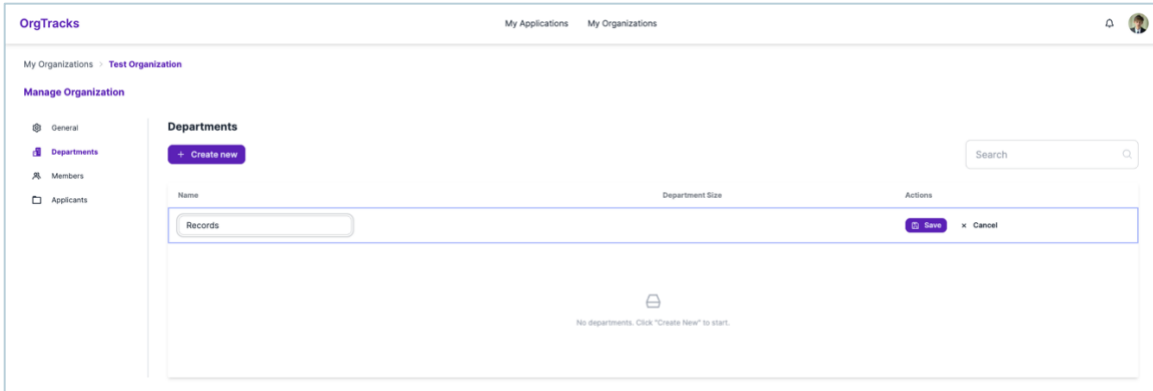 OrgTracks
My Applications My Organizations
My Organizations > Test Organization
Manage Organization
General
Departments
Members
Applicants
Departments
+ Create new
Search
Name Department Size Actions
Records
Save × Cancel
No departments. Click "Create New" to start.